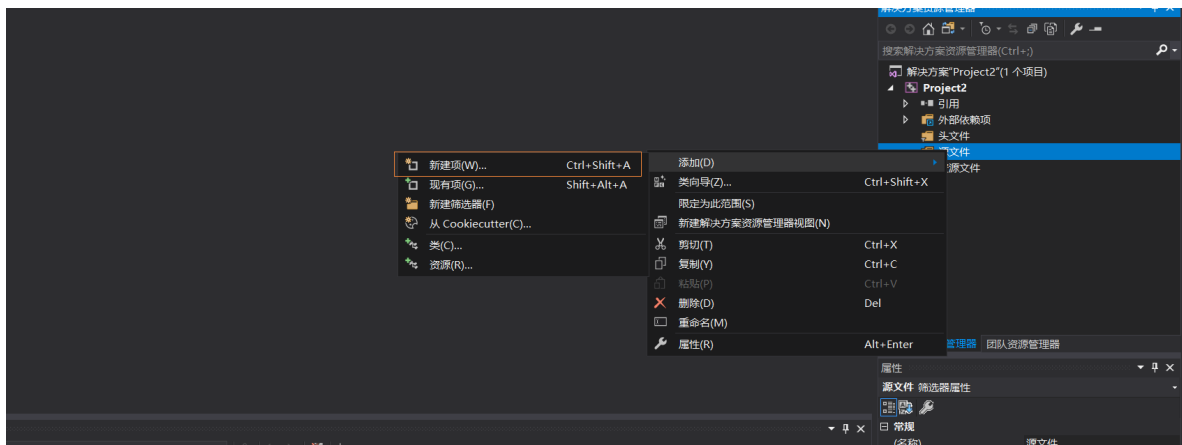 解决方案资源管理器
搜索解决方案资源管理器(Ctrl+;)
解决方案"Project2"(1 个项目)
Project2
引用
外部依赖项
头文件
源文件
资源文件
新建项(W)... Ctrl+Shift+A
现有项(G)... Shift+Alt+A
新建筛选器(F)
从 Cookiecutter(C)...
类(C)...
资源(R)...
添加(D)
类向导(Z)... Ctrl+Shift+X
限定为此范围(S)
新建解决方案资源管理器视图(N)
剪切(T) Ctrl+X
复制(Y) Ctrl+C
粘贴(P) Ctrl+V
删除(D) Del
重命名(M)
属性(R) Alt+Enter
管理器 团队资源管理器
属性
源文件 筛选器属性
常规
(名称) 源文件